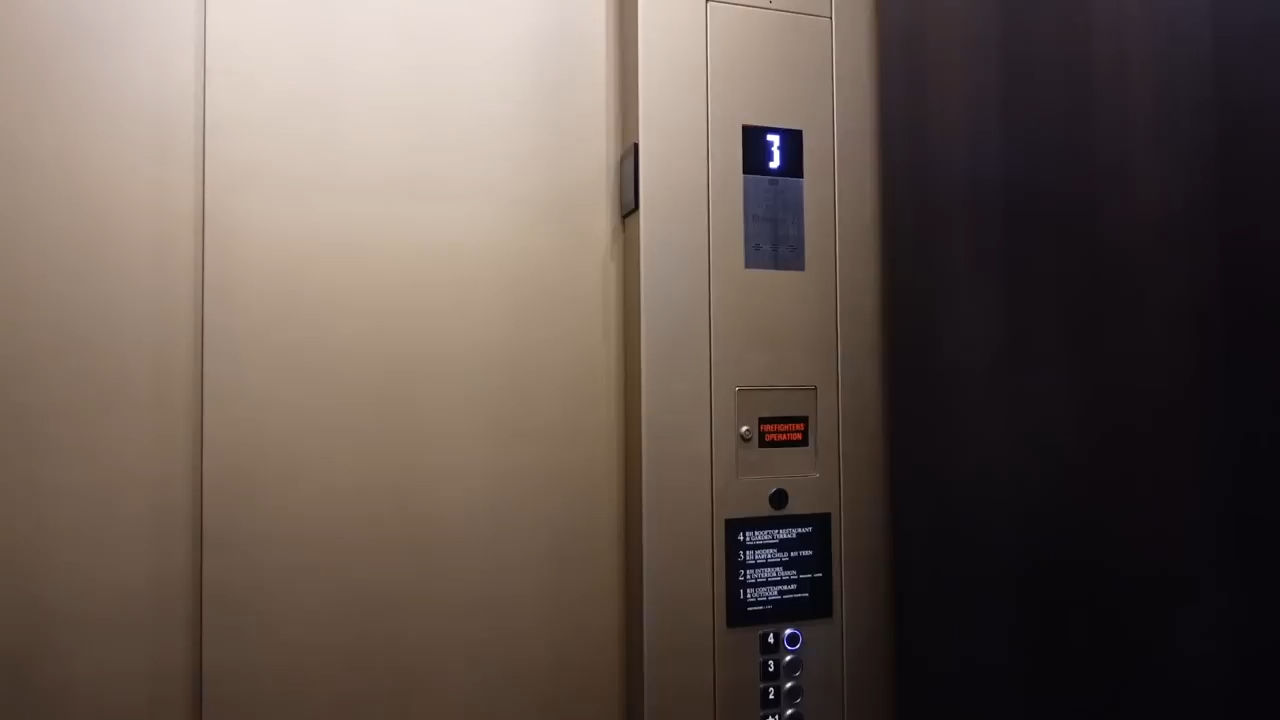 3
FIREFIGHTERS
OPERATION
4 RH ROOFTOP RESTAURANT
& GARDEN TERRACE
3 RH MODERN
RH BABY & CHILD RH TEEN
2 RH INTERIORS
& INTERIOR DESIGN
1 RH CONTEMPORARY
& OUTDOOR
4
3
2
★1